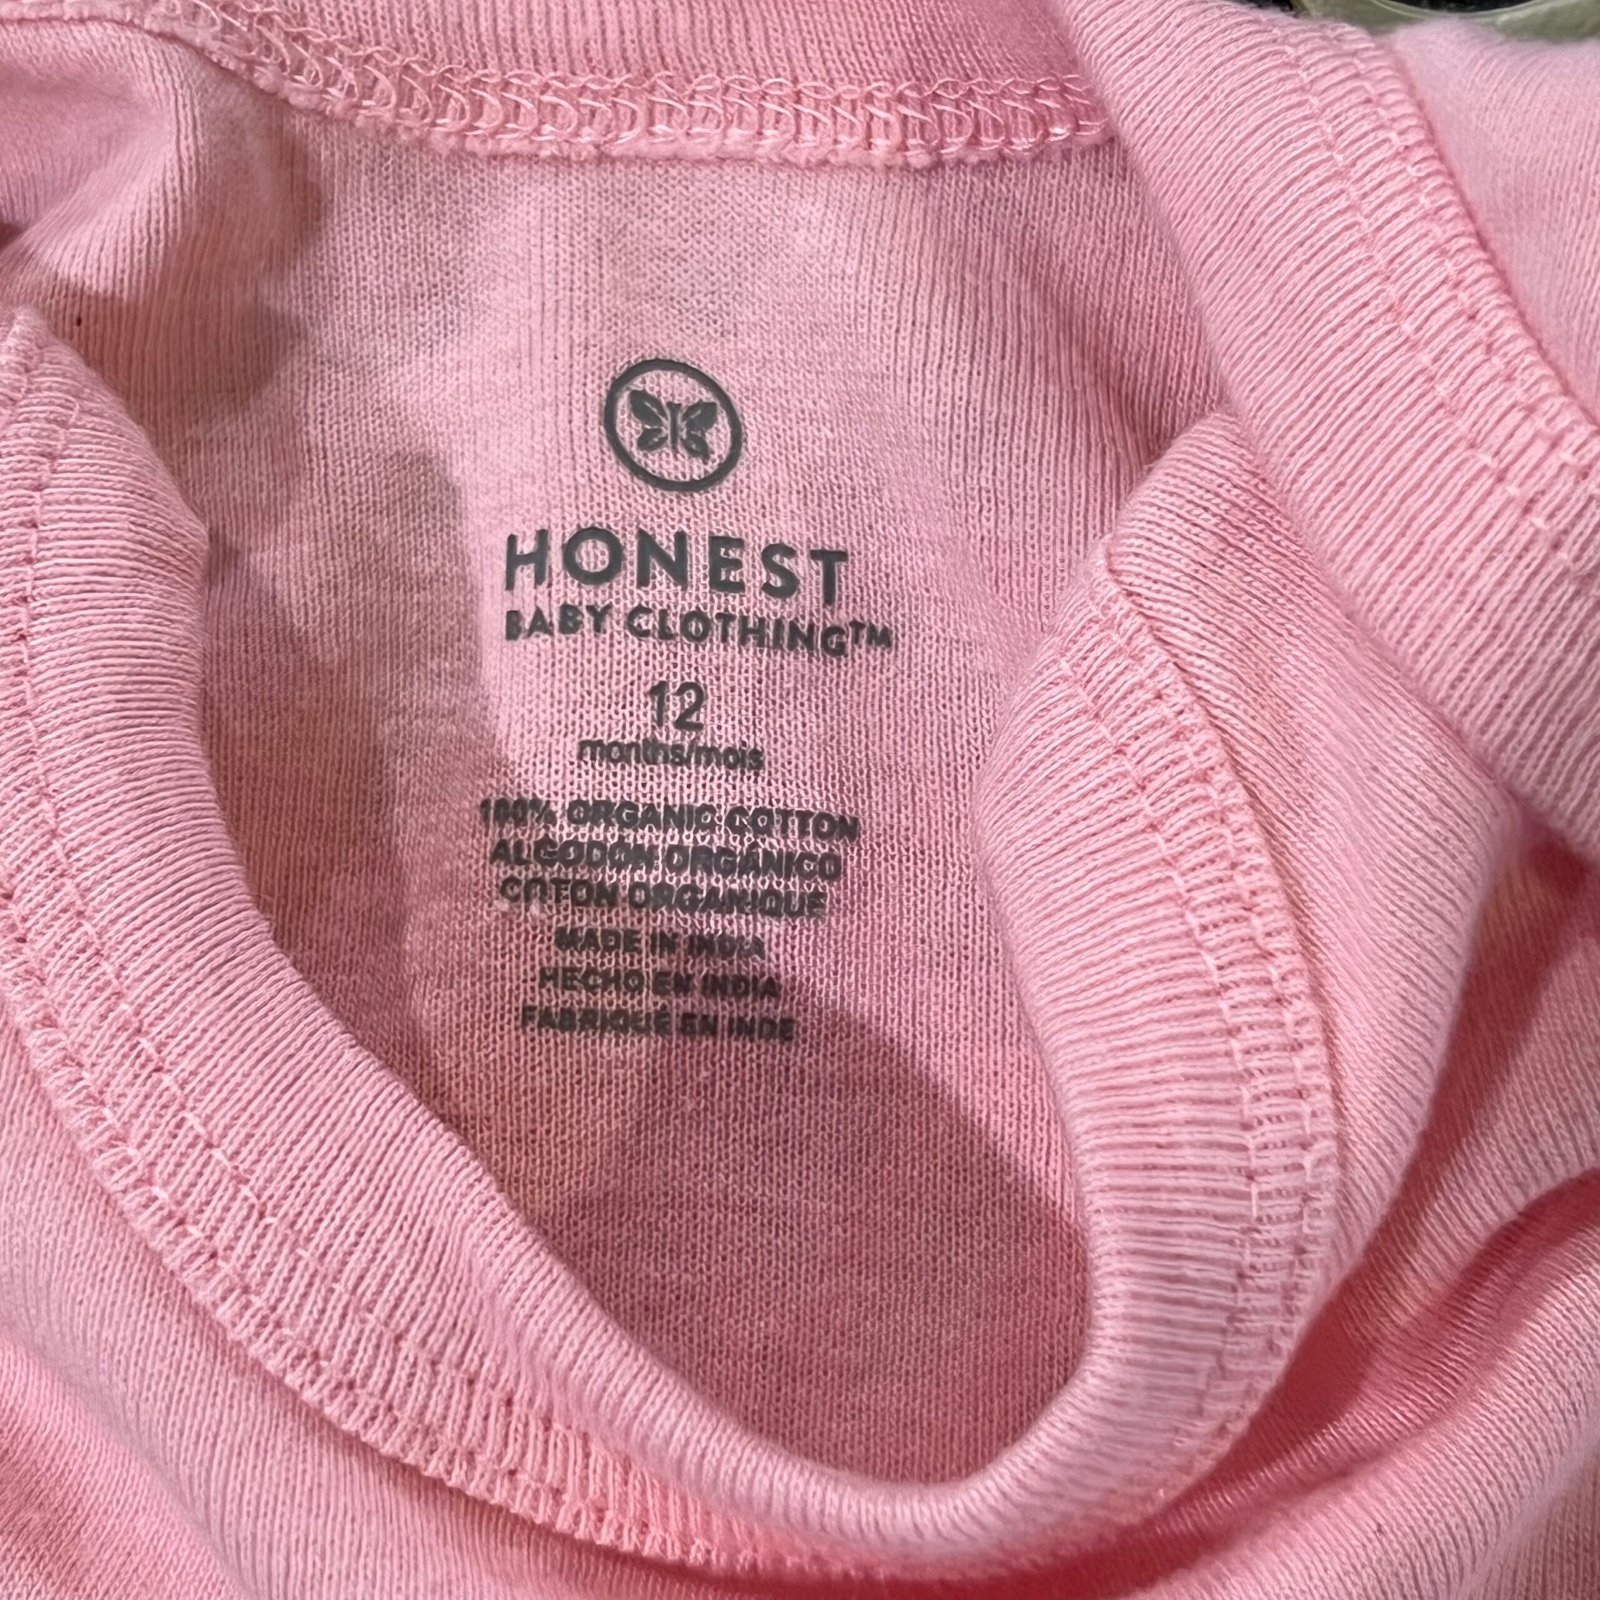 HONEST
BABY CLOTHING™
12
months/mois
100% ORGANIC COTTON
ALGODÓN ORGÁNICO
COTON ORGANIQUE
MADE IN INDIA
HECHO EN INDIA
FABRIQUÉ EN INDE